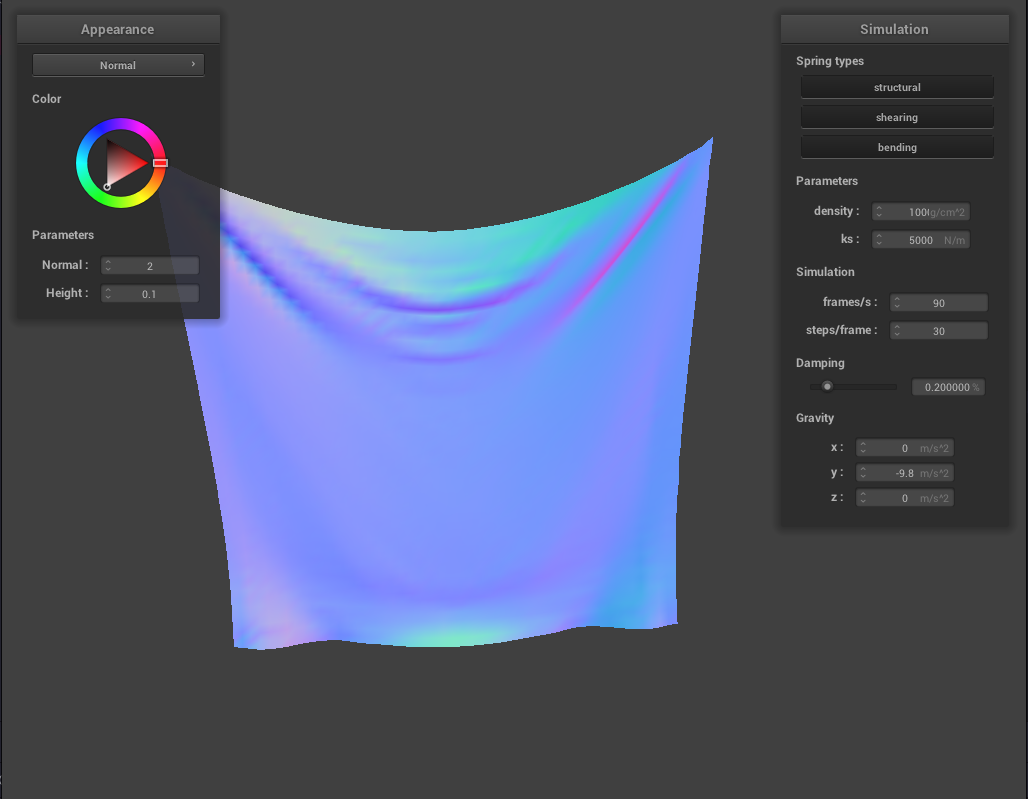 Appearance
Normal
Color
Parameters
Normal :
2
Height :
0.1
Simulation
Spring types
structural
shearing
bending
Parameters
density :
g/cm^2
ks :
5000 N/m
Simulation
frames/s :
90
steps/frame :
30
Damping
0.200000 %
Gravity
x :
0 m/s^2
y :
-9.8 m/s^2
z :
0 m/s^2